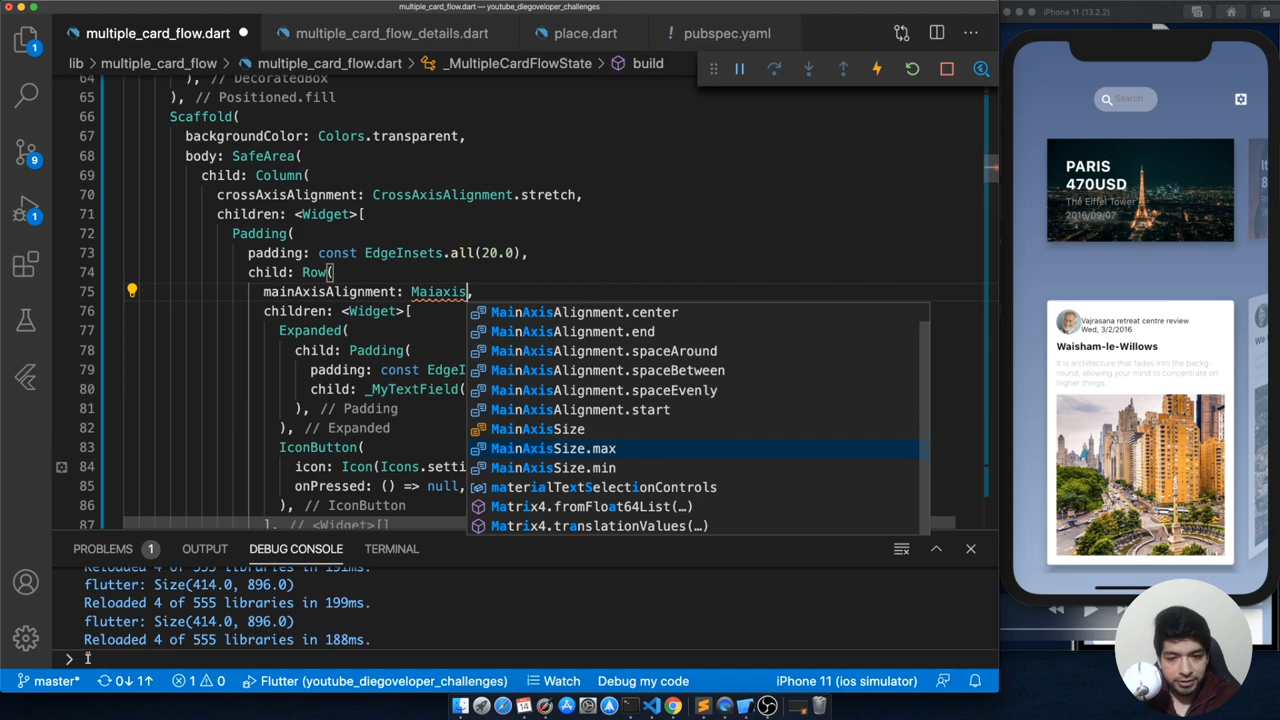 multiple_card_flow.dart — youtube_diegoveloper_challenges
iPhone 11 (13.2.2)
multiple_card_flow.dart
multiple_card_flow_details.dart
place.dart
! pubspec.yaml
lib > multiple_card_flow > multiple_card_flow.dart > _MultipleCardFlowState > build
64 ), // DecoratedBox
65 ), // Positioned.fill
66 Scaffold(
67 backgroundColor: Colors.transparent,
68 body: SafeArea(
69 child: Column(
70 crossAxisAlignment: CrossAxisAlignment.stretch,
71 children: <Widget>[
72 Padding(
73 padding: const EdgeInsets.all(20.0),
74 child: Row(
75 mainAxisAlignment: Maiaxis,
76 children: <Widget>[
77 Expanded(
78 child: Padding(
79 padding: const EdgeI
80 child: _MyTextField(
81 ), // Padding
82 ), // Expanded
83 IconButton(
84 icon: Icon(Icons.setti
85 onPressed: () => null,
86 ), // IconButton
87 ], // <Widget>[]
MainAxisAlignment.center
MainAxisAlignment.end
MainAxisAlignment.spaceAround
MainAxisAlignment.spaceBetween
MainAxisAlignment.spaceEvenly
MainAxisAlignment.start
MainAxisSize
MainAxisSize.max
MainAxisSize.min
materialTextSelectionControls
Matrix4.fromFloat64List(…)
Matrix4.translationValues(…)
PROBLEMS 1 OUTPUT DEBUG CONSOLE TERMINAL
Reloaded 4 of 555 libraries in 191ms.
flutter: Size(414.0, 896.0)
Reloaded 4 of 555 libraries in 199ms.
flutter: Size(414.0, 896.0)
Reloaded 4 of 555 libraries in 188ms.
>
master* 0↓ 1↑ 1 0 Flutter (youtube_diegoveloper_challenges) Watch Debug my code iPhone 11 (ios simulator)
1
9
1
Search
PARIS
470USD
The Eiffel Tower
2016/09/07
Vajrasana retreat centre review
Wed, 3/2/2016
Waisham-le-Willows
It is architecture that fades into the backg-
round, allowing your mind to concentrate on
higher things.
14